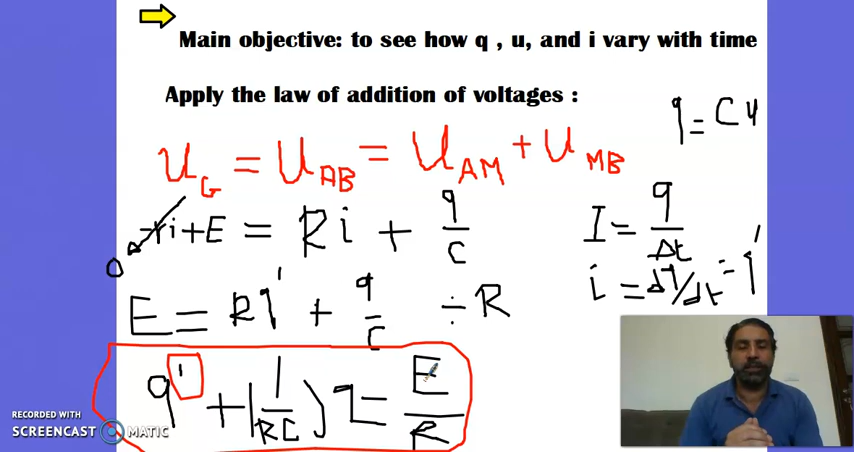 Main objective: to see how q , u, and i vary with time
Apply the law of addition of voltages :
q = Cu
U_G = U_AB = U_AM + U_MB
-ri+E = Ri + q/C
0
I = q/Δt
i = dq/dt = q'
E = Rq' + q/C ÷ R
q' + (1/RC) q = E/R
RECORDED WITH
SCREENCAST MATIC